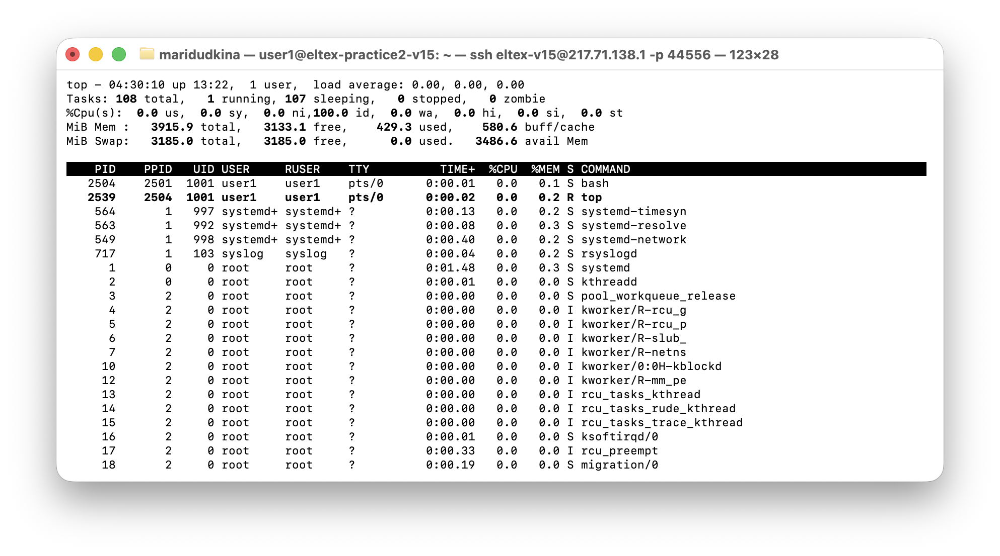 maridudkina — user1@eltex-practice2-v15: ~ — ssh eltex-v15@217.71.138.1 -p 44556 — 123×28
top - 04:30:10 up 13:22,  1 user,  load average: 0.00, 0.00, 0.00
Tasks: 108 total,   1 running, 107 sleeping,   0 stopped,   0 zombie
%Cpu(s):  0.0 us,  0.0 sy,  0.0 ni,100.0 id,  0.0 wa,  0.0 hi,  0.0 si,  0.0 st
MiB Mem :   3915.9 total,   3133.1 free,    429.3 used,    580.6 buff/cache
MiB Swap:   3185.0 total,   3185.0 free,      0.0 used.   3486.6 avail Mem
    PID    PPID   UID USER     RUSER    TTY          TIME+  %CPU  %MEM S COMMAND
   2504    2501  1001 user1    user1    pts/0      0:00.01   0.0   0.1 S bash
   2539    2504  1001 user1    user1    pts/0      0:00.02   0.0   0.2 R top
    564       1   997 systemd+ systemd+ ?          0:00.13   0.0   0.2 S systemd-timesyn
    563       1   992 systemd+ systemd+ ?          0:00.08   0.0   0.3 S systemd-resolve
    549       1   998 systemd+ systemd+ ?          0:00.40   0.0   0.2 S systemd-network
    717       1   103 syslog   syslog   ?          0:00.04   0.0   0.2 S rsyslogd
      1       0     0 root     root     ?          0:01.48   0.0   0.3 S systemd
      2       0     0 root     root     ?          0:00.01   0.0   0.0 S kthreadd
      3       2     0 root     root     ?          0:00.00   0.0   0.0 S pool_workqueue_release
      4       2     0 root     root     ?          0:00.00   0.0   0.0 I kworker/R-rcu_g
      5       2     0 root     root     ?          0:00.00   0.0   0.0 I kworker/R-rcu_p
      6       2     0 root     root     ?          0:00.00   0.0   0.0 I kworker/R-slub_
      7       2     0 root     root     ?          0:00.00   0.0   0.0 I kworker/R-netns
     10       2     0 root     root     ?          0:00.00   0.0   0.0 I kworker/0:0H-kblockd
     12       2     0 root     root     ?          0:00.00   0.0   0.0 I kworker/R-mm_pe
     13       2     0 root     root     ?          0:00.00   0.0   0.0 I rcu_tasks_kthread
     14       2     0 root     root     ?          0:00.00   0.0   0.0 I rcu_tasks_rude_kthread
     15       2     0 root     root     ?          0:00.00   0.0   0.0 I rcu_tasks_trace_kthread
     16       2     0 root     root     ?          0:00.01   0.0   0.0 S ksoftirqd/0
     17       2     0 root     root     ?          0:00.33   0.0   0.0 I rcu_preempt
     18       2     0 root     root     ?          0:00.19   0.0   0.0 S migration/0